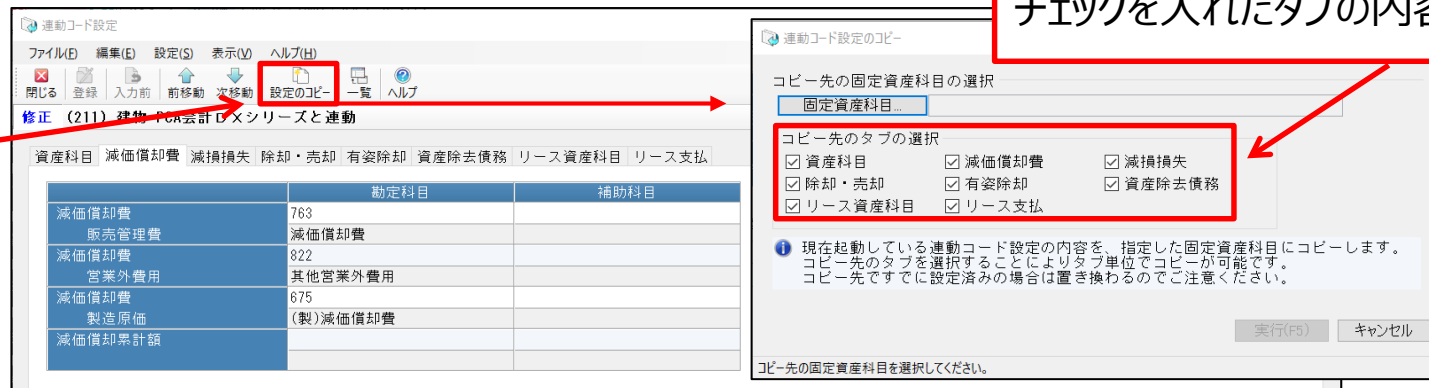 チェックを入れたタブの内容
連動コード設定
ファイル(F) 編集(E) 設定(S) 表示(V) ヘルプ(H)
閉じる 登録 入力前 前移動 次移動 設定のコピー 一覧 ヘルプ
修正 (211) 建物 PCA会計DXシリーズと連動
資産科目 減価償却費 減損損失 除却・売却 有姿除却 資産除去債務 リース資産科目 リース支払
勘定科目 補助科目
減価償却費 763
販売管理費 減価償却費
減価償却費 822
営業外費用 其他営業外費用
減価償却費 675
製造原価 (製)減価償却費
減価償却累計額
連動コード設定のコピー
コピー先の固定資産科目の選択
固定資産科目...
コピー先のタブの選択
資産科目 減価償却費 減損損失
除却・売却 有姿除却 資産除去債務
リース資産科目 リース支払
現在起動している連動コード設定の内容を、指定した固定資産科目にコピーします。
コピー先のタブを選択することによりタブ単位でコピーが可能です。
コピー先ですでに設定済みの場合は置き換わるのでご注意ください。
実行(F5) キャンセル
コピー先の固定資産科目を選択してください。